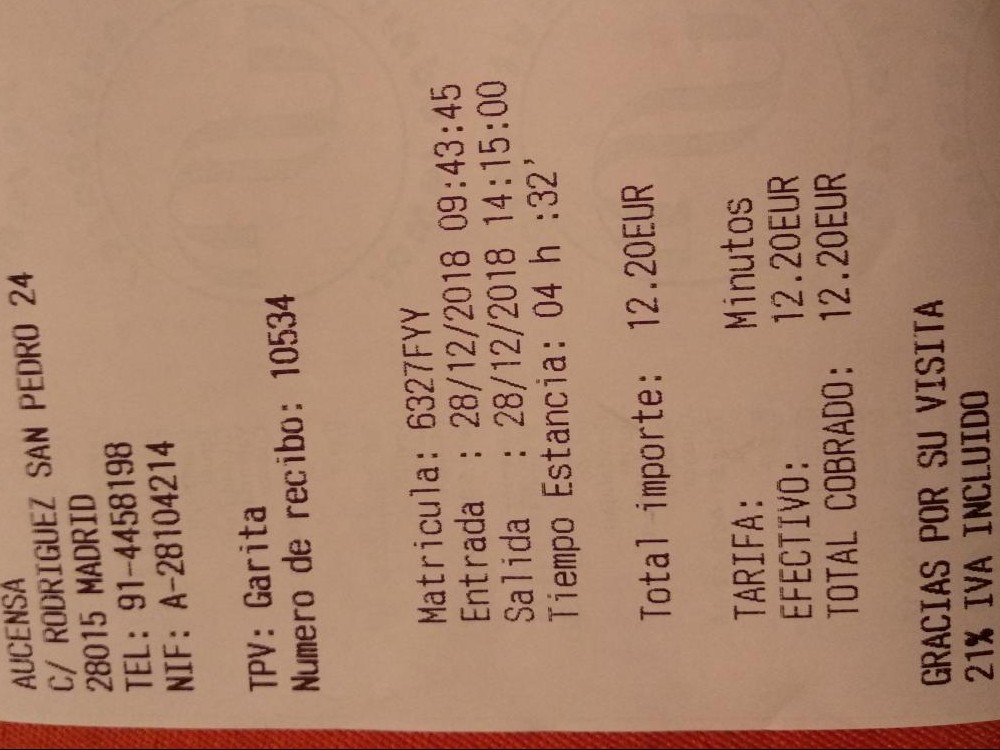 AUCENSA
C/ RODRIGUEZ SAN PEDRO 24
28015 MADRID
TEL: 91-4458198
NIF: A-28104214
TPV: Garita
Numero de recibo: 10534
Matricula: 6327FYY
Entrada : 28/12/2018 09:43:45
Salida : 28/12/2018 14:15:00
Tiempo Estancia: 04 h :32'
Total importe: 12.20EUR
TARIFA: Minutos
EFECTIVO: 12.20EUR
TOTAL COBRADO: 12.20EUR
GRACIAS POR SU VISITA
21% IVA INCLUIDO